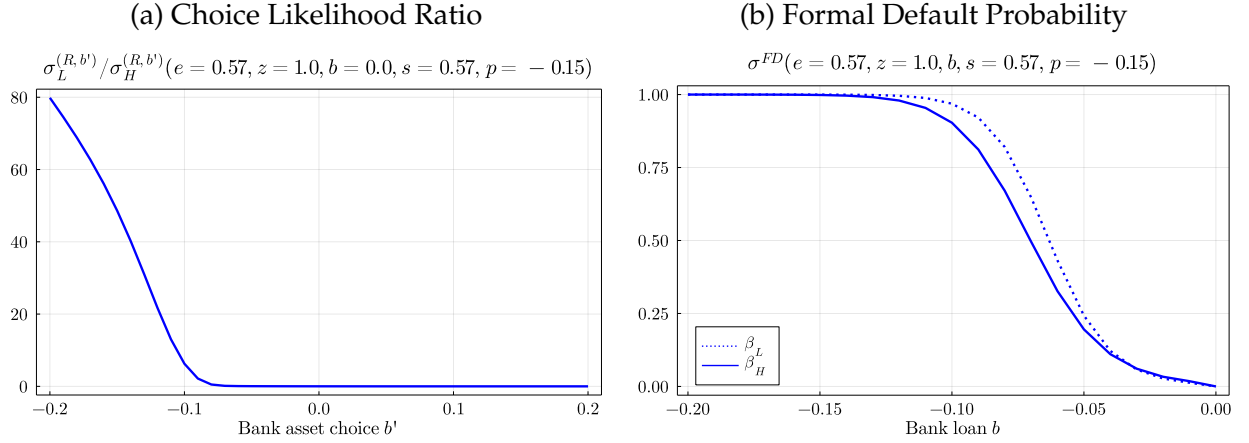 (a) Choice Likelihood Ratio
σ_L^{(R,b')}/σ_H^{(R,b')}(e = 0.57, z = 1.0, b = 0.0, s = 0.57, p = − 0.15)
80
60
40
20
0
−0.2
−0.1
0.0
0.1
0.2
Bank asset choice b'
(b) Formal Default Probability
σ^{FD}(e = 0.57, z = 1.0, b, s = 0.57, p = − 0.15)
1.00
0.75
0.50
0.25
0.00
β_L
β_H
−0.20
−0.15
−0.10
−0.05
0.00
Bank loan b